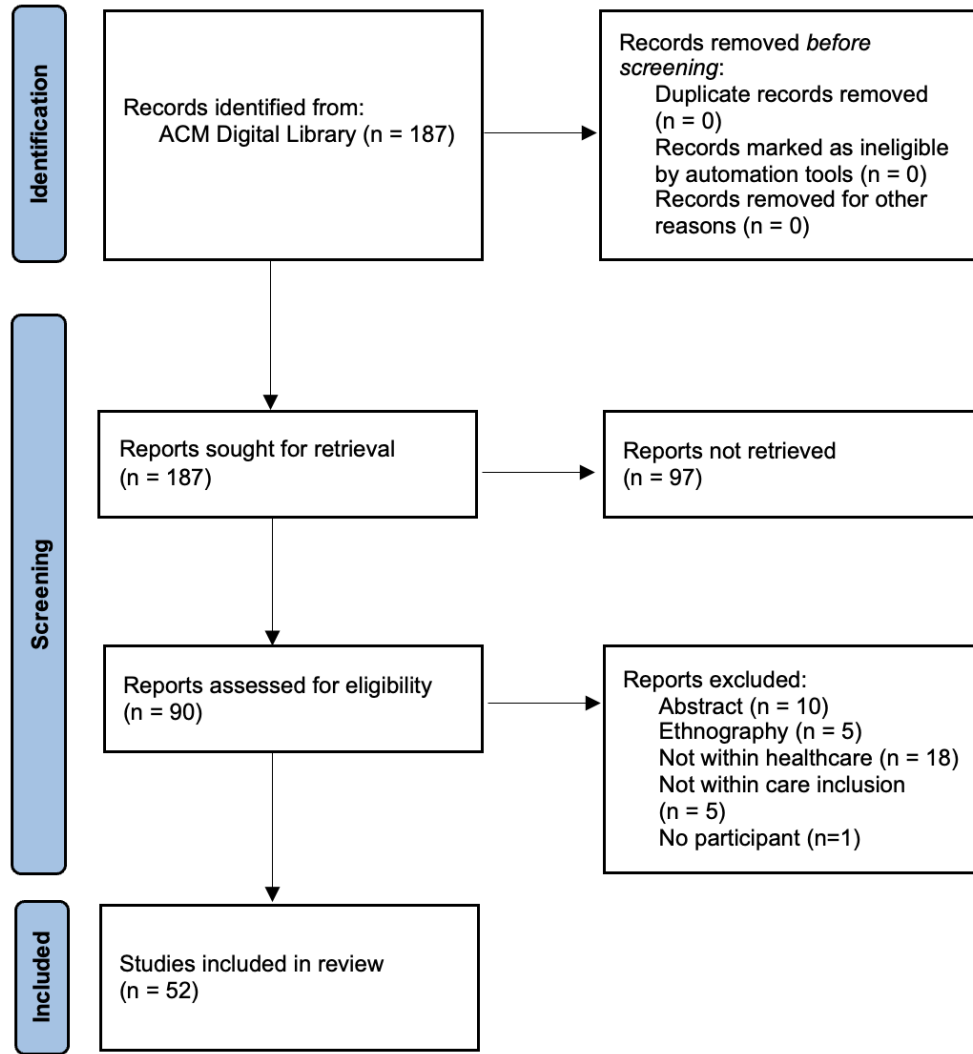 Identification
Records identified from:
ACM Digital Library (n = 187)
Records removed before
screening:
Duplicate records removed
(n = 0)
Records marked as ineligible
by automation tools (n = 0)
Records removed for other
reasons (n = 0)
Screening
Reports sought for retrieval
(n = 187)
Reports not retrieved
(n = 97)
Reports assessed for eligibility
(n = 90)
Reports excluded:
Abstract (n = 10)
Ethnography (n = 5)
Not within healthcare (n = 18)
Not within care inclusion
(n = 5)
No participant (n=1)
Included
Studies included in review
(n = 52)